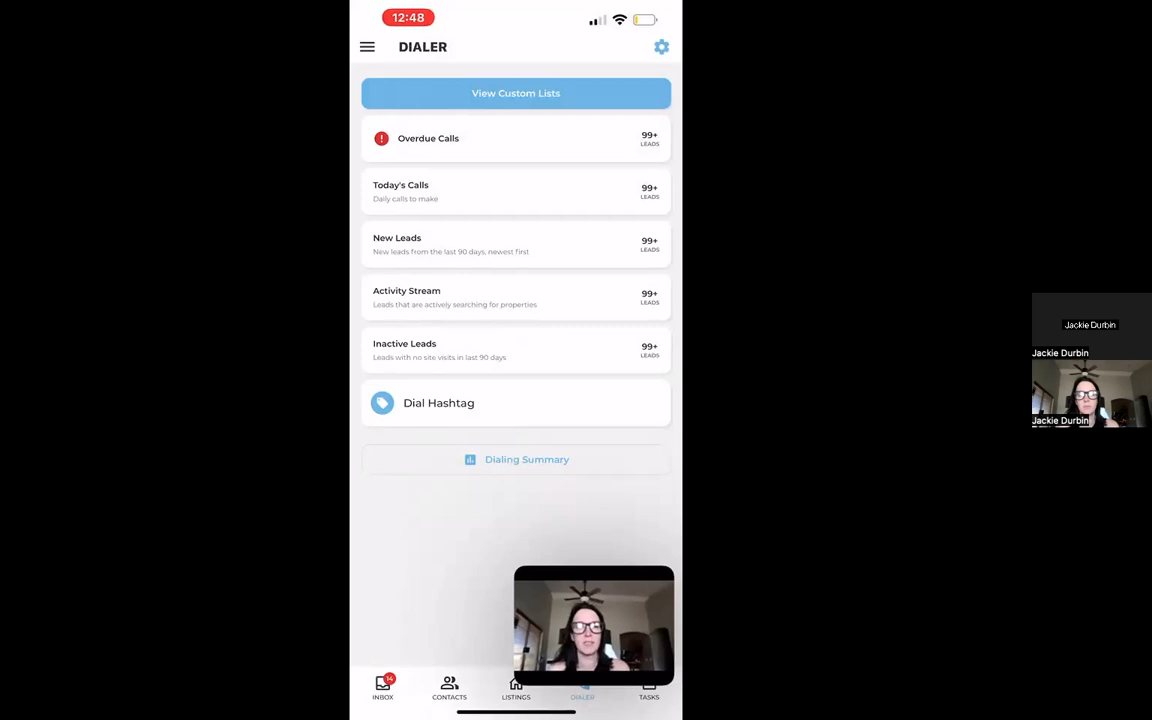 12:48
DIALER
View Custom Lists
Overdue Calls
99+
LEADS
Today's Calls
Daily calls to make
99+
LEADS
New Leads
New leads from the last 90 days, newest first
99+
LEADS
Activity Stream
Leads that are actively searching for properties
99+
LEADS
Inactive Leads
Leads with no site visits in last 90 days
99+
LEADS
Dial Hashtag
Dialing Summary
14
INBOX
CONTACTS
LISTINGS
DIALER
TASKS
Jackie Durbin
Jackie Durbin
Jackie Durbin